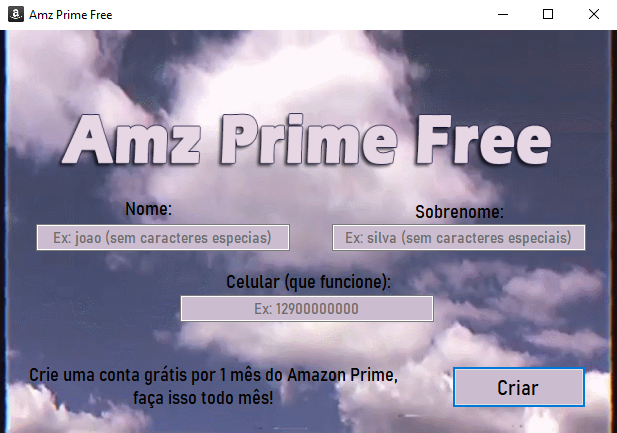 Amz Prime Free
Amz Prime Free
Nome:
Sobrenome:
Ex: joao (sem caracteres especias)
Ex: silva (sem caracteres especiais)
Celular (que funcione):
Ex: 12900000000
Crie uma conta grátis por 1 mês do Amazon Prime,
faça isso todo mês!
Criar